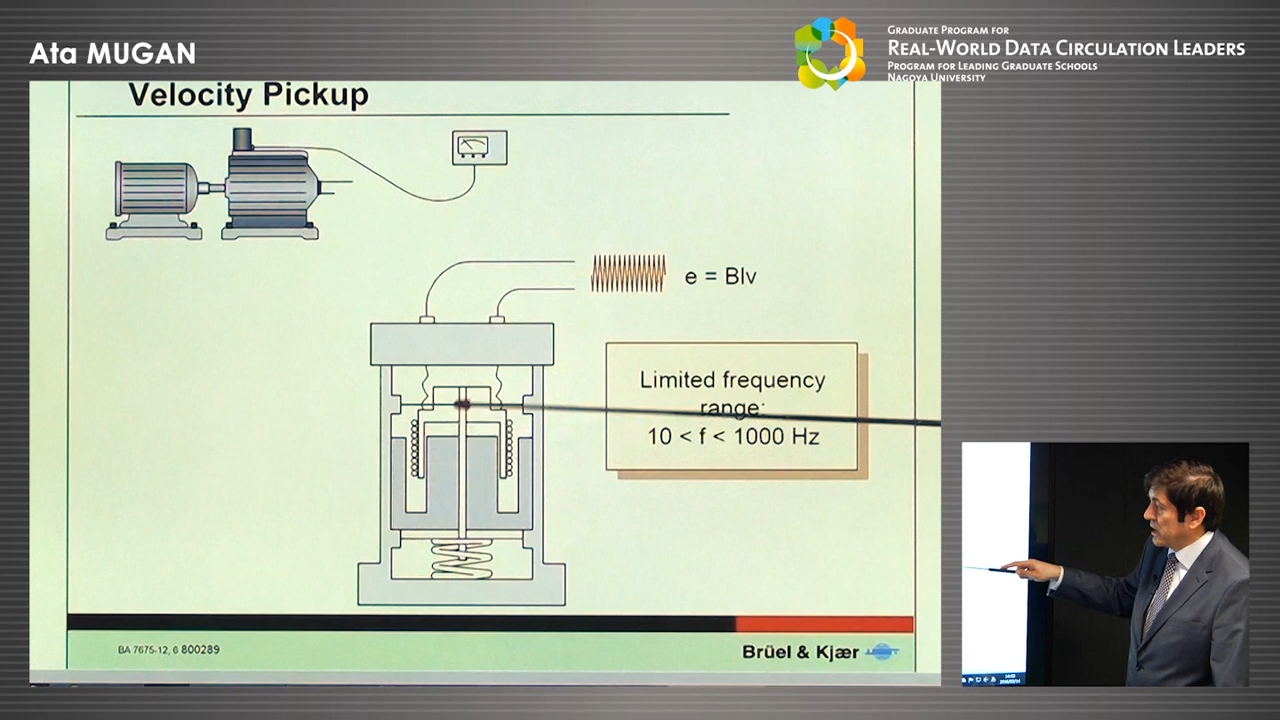 Ata MUGAN
GRADUATE PROGRAM FOR
REAL-WORLD DATA CIRCULATION LEADERS
PROGRAM FOR LEADING GRADUATE SCHOOLS
NAGOYA UNIVERSITY
Velocity Pickup
e = Blv
Limited frequency
range:
10 < f < 1000 Hz
BA 7675-12, 6 800289
Brüel & Kjær